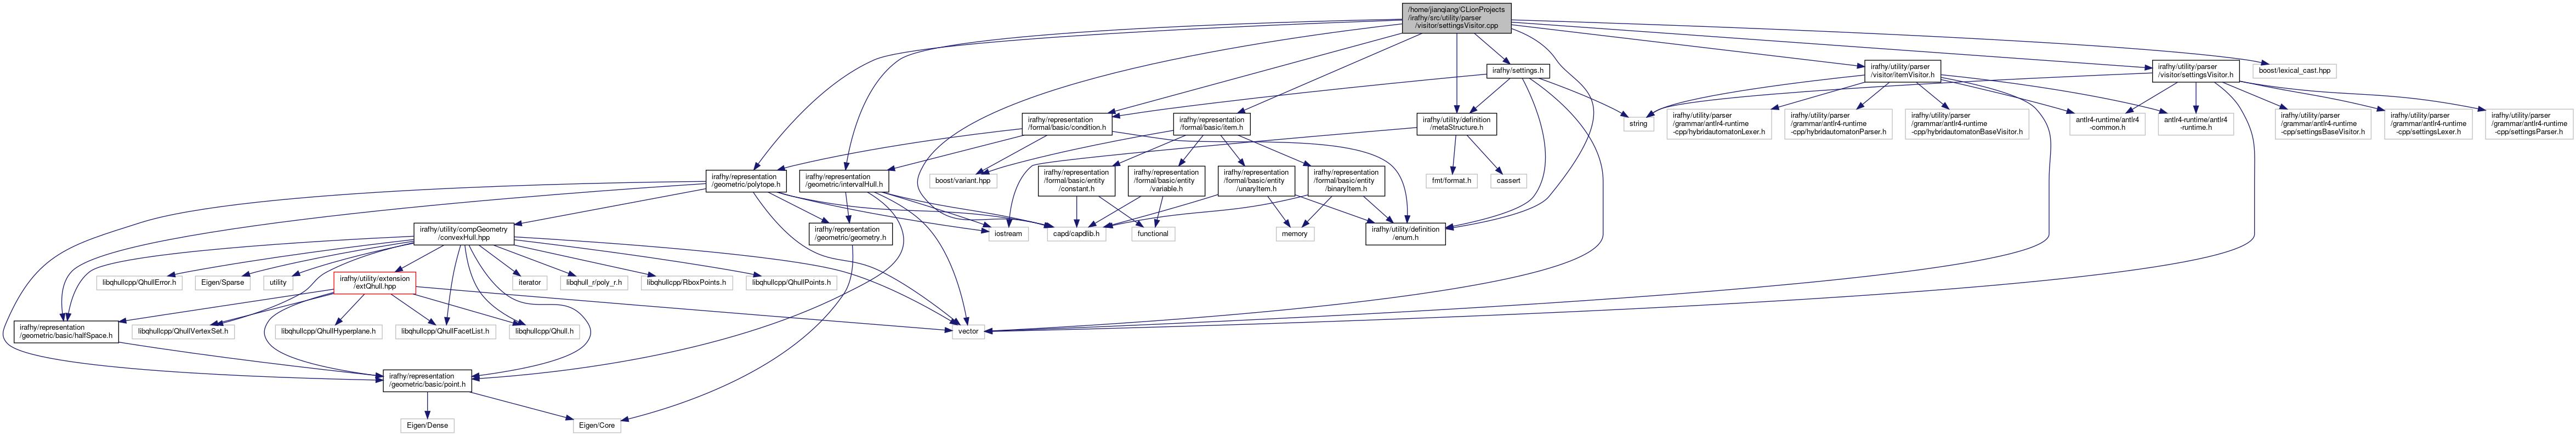 /home/jianqiang/CLionProjects
/irafhy/src/utility/parser
/visitor/settingsVisitor.cpp
irafhy/settings.h
irafhy/utility/parser
/visitor/itemVisitor.h
irafhy/utility/parser
/visitor/settingsVisitor.h
boost/lexical_cast.hpp
irafhy/representation
/formal/basic/condition.h
irafhy/representation
/formal/basic/item.h
irafhy/utility/definition
/metaStructure.h
string
irafhy/utility/parser
/grammar/antlr4-runtime
-cpp/hybridautomatonLexer.h
irafhy/utility/parser
/grammar/antlr4-runtime
-cpp/hybridautomatonParser.h
irafhy/utility/parser
/grammar/antlr4-runtime
-cpp/hybridautomatonBaseVisitor.h
antlr4-runtime/antlr4
-common.h
antlr4-runtime/antlr4
-runtime.h
irafhy/utility/parser
/grammar/antlr4-runtime
-cpp/settingsBaseVisitor.h
irafhy/utility/parser
/grammar/antlr4-runtime
-cpp/settingsLexer.h
irafhy/utility/parser
/grammar/antlr4-runtime
-cpp/settingsParser.h
irafhy/representation
/geometric/polytope.h
irafhy/representation
/geometric/intervalHull.h
boost/variant.hpp
irafhy/representation
/formal/basic/entity
/constant.h
irafhy/representation
/formal/basic/entity
/variable.h
irafhy/representation
/formal/basic/entity
/unaryItem.h
irafhy/representation
/formal/basic/entity
/binaryItem.h
fmt/format.h
cassert
irafhy/utility/compGeometry
/convexHull.hpp
irafhy/representation
/geometric/geometry.h
iostream
capd/capdlib.h
functional
memory
irafhy/utility/definition
/enum.h
libqhullcpp/QhullError.h
Eigen/Sparse
utility
irafhy/utility/extension
/extQhull.hpp
iterator
libqhull_r/poly_r.h
libqhullcpp/RboxPoints.h
libqhullcpp/QhullPoints.h
irafhy/representation
/geometric/basic/halfSpace.h
libqhullcpp/QhullVertexSet.h
libqhullcpp/QhullHyperplane.h
libqhullcpp/QhullFacetList.h
libqhullcpp/Qhull.h
vector
irafhy/representation
/geometric/basic/point.h
Eigen/Dense
Eigen/Core